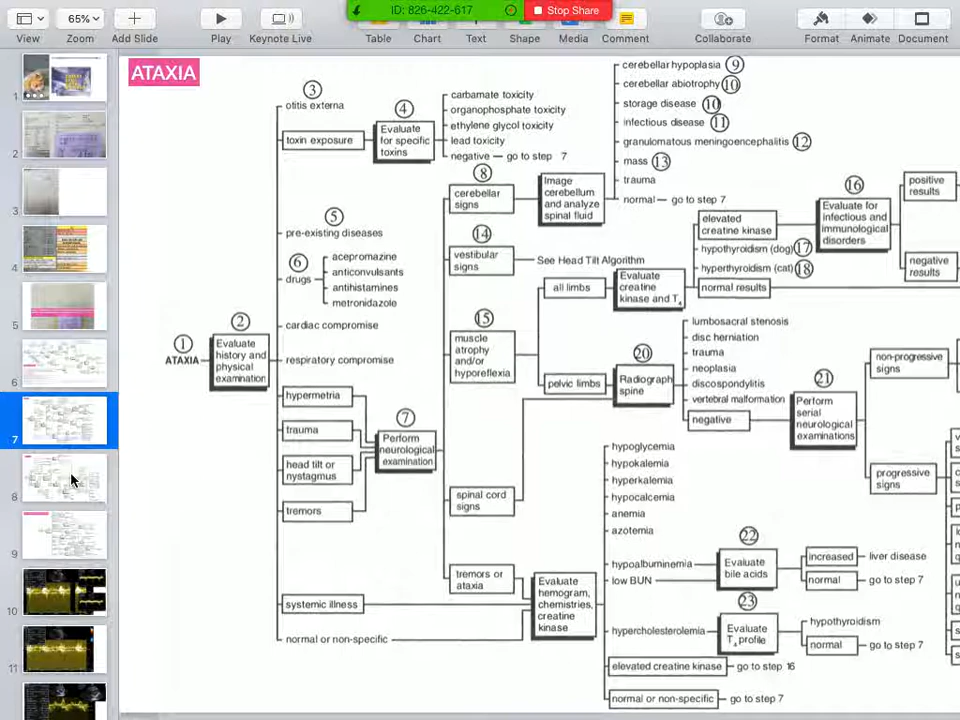 ID: 826-422-617
Stop Share
65%
View
Zoom
Add Slide
Play
Keynote Live
Table
Chart
Text
Shape
Media
Comment
Collaborate
Format
Animate
Document
1
2
3
4
5
6
7
8
9
10
11
ATAXIA
1
ATAXIA
2
Evaluate
history and
physical
examination
3
otitis externa
toxin exposure
4
Evaluate
for specific
toxins
carbamate toxicity
organophosphate toxicity
ethylene glycol toxicity
lead toxicity
negative — go to step 7
5
pre-existing diseases
6
drugs
acepromazine
anticonvulsants
antihistamines
metronidazole
cardiac compromise
respiratory compromise
hypermetria
trauma
head tilt or
nystagmus
tremors
7
Perform
neurological
examination
systemic illness
normal or non-specific
8
cerebellar
signs
Image
cerebellum
and analyze
spinal fluid
cerebellar hypoplasia 9
cerebellar abiotrophy 10
storage disease 10
infectious disease 11
granulomatous meningoencephalitis 12
mass 13
trauma
normal — go to step 7
14
vestibular
signs
See Head Tilt Algorithm
15
muscle
atrophy
and/or
hyporeflexia
all limbs
Evaluate
creatine
kinase and T4
elevated
creatine kinase
hypothyroidism (dog) 17
hyperthyroidism (cat) 18
normal results
16
Evaluate for
infectious and
immunological
disorders
positive
results
negative
results
pelvic limbs
20
Radiograph
spine
lumbosacral stenosis
disc herniation
trauma
neoplasia
discospondylitis
vertebral malformation
negative
21
Perform
serial
neurological
examinations
non-progressive
signs
progressive
signs
spinal cord
signs
tremors or
ataxia
Evaluate
hemogram,
chemistries,
creatine
kinase
hypoglycemia
hypokalemia
hyperkalemia
hypocalcemia
anemia
azotemia
hypoalbuminemia
low BUN
22
Evaluate
bile acids
increased
liver disease
normal
go to step 7
hypercholesterolemia
23
Evaluate
T4 profile
hypothyroidism
normal
go to step 7
elevated creatine kinase
go to step 16
normal or non-specific
go to step 7